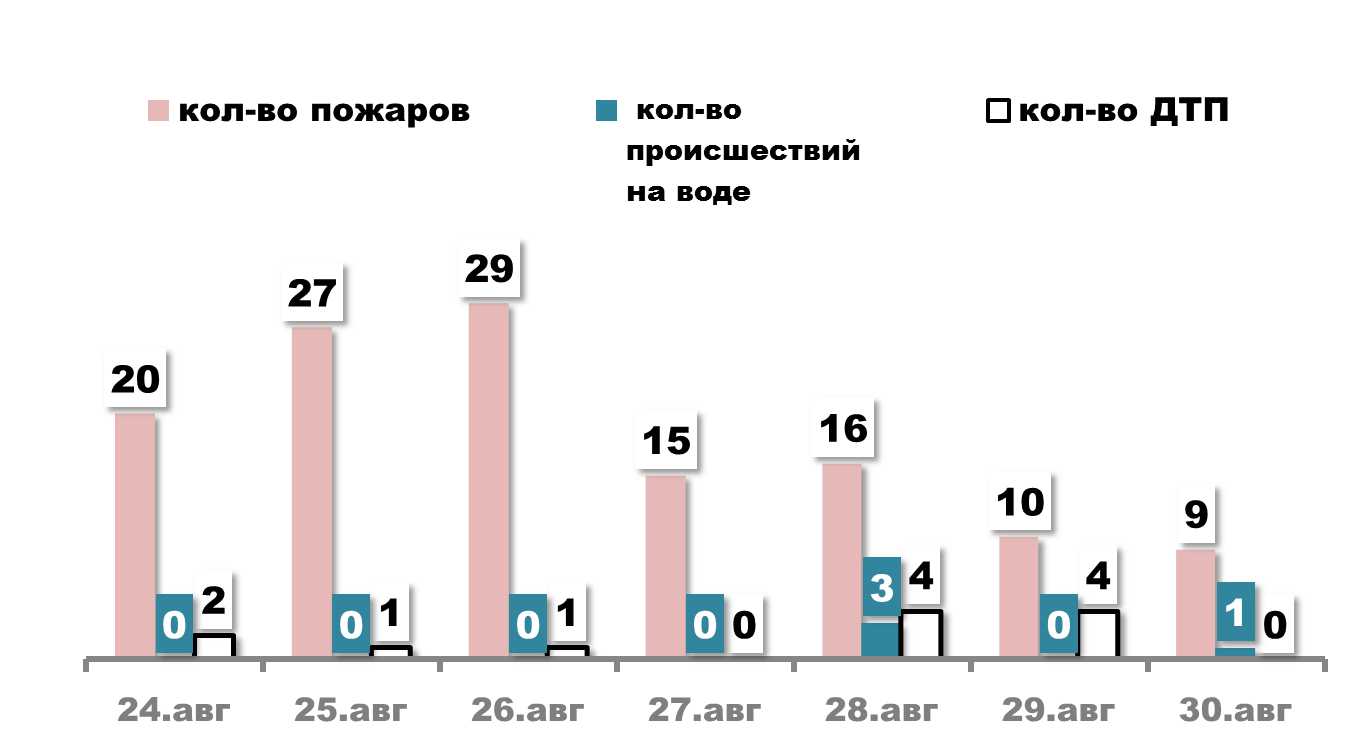 кол-во пожаров
кол-во
происшествий
на воде
кол-во ДТП
20 0 2
27 0 1
29 0 1
15 0 0
16 3 4
10 0 4
9 1 0
24.авг 25.авг 26.авг 27.авг 28.авг 29.авг 30.авг